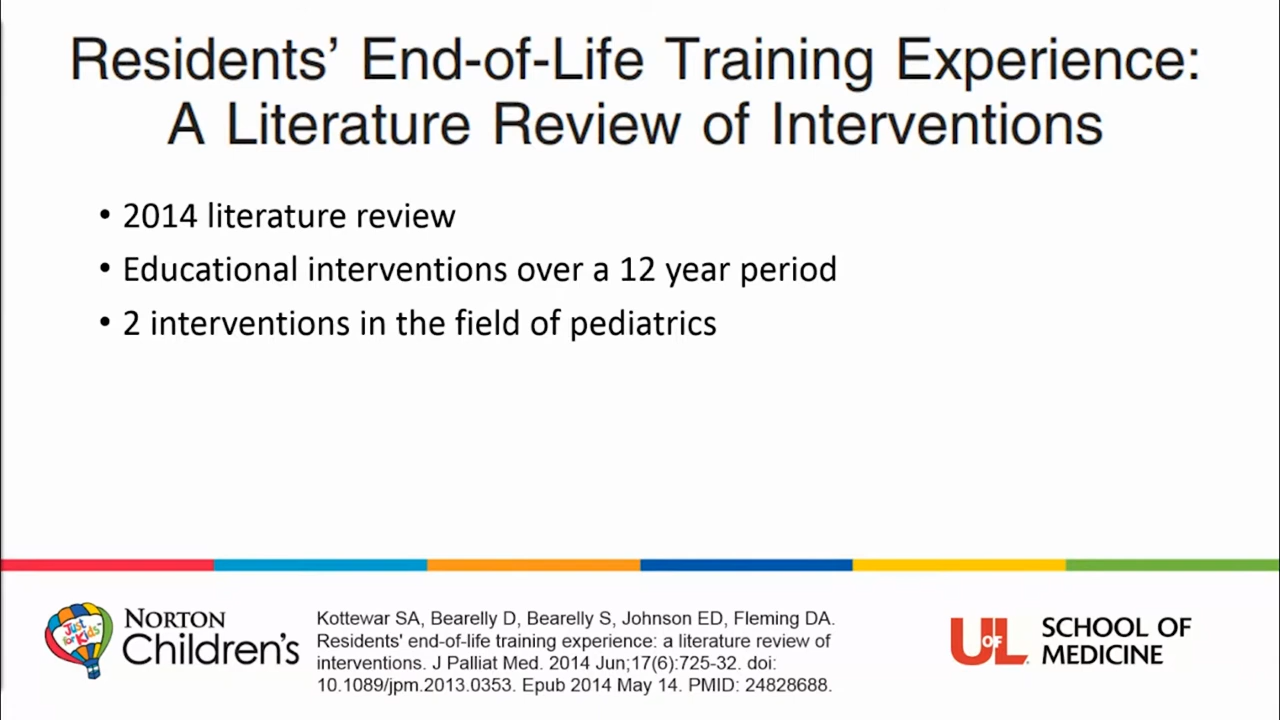 Residents’ End-of-Life Training Experience:
A Literature Review of Interventions
• 2014 literature review
• Educational interventions over a 12 year period
• 2 interventions in the field of pediatrics
Just for Kids
NORTON
Children's
Kottewar SA, Bearelly D, Bearelly S, Johnson ED, Fleming DA.
Residents' end-of-life training experience: a literature review of
interventions. J Palliat Med. 2014 Jun;17(6):725-32. doi:
10.1089/jpm.2013.0353. Epub 2014 May 14. PMID: 24828688.
UOFL
SCHOOL OF
MEDICINE